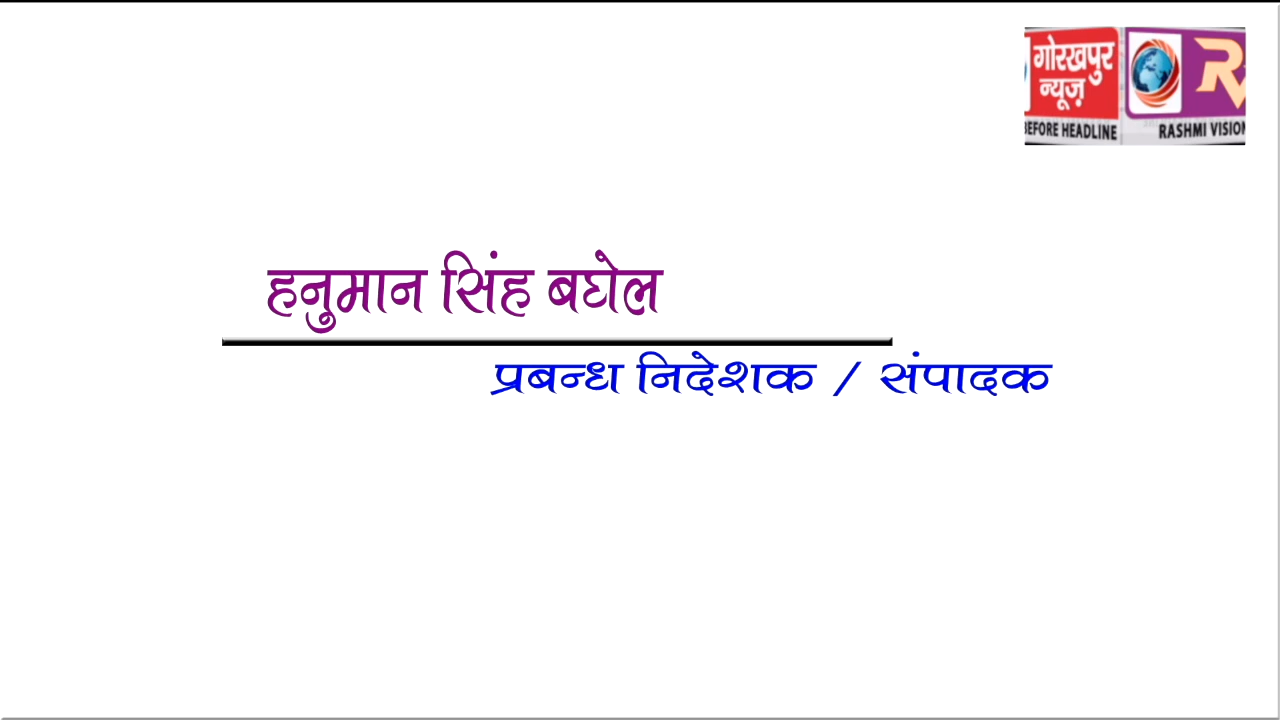 गोरखपुर
न्यूज़
BEFORE HEADLINE
RASHMI VISION
हनुमान सिंह बघेल
प्रबन्ध निदेशक / संपादक